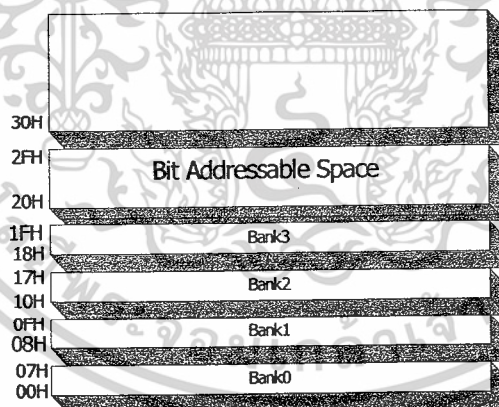 30H
2FH
Bit Addressable Space
20H
1FH
Bank3
18H
17H
Bank2
10H
0FH
Bank1
08H
07H
Bank0
00H